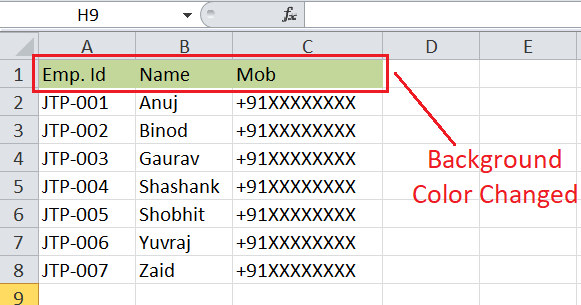 H9 fx
A B C D E
1 Emp. Id Name Mob
2 JTP-001 Anuj +91XXXXXXXX
3 JTP-002 Binod +91XXXXXXXX
4 JTP-003 Gaurav +91XXXXXXXX
5 JTP-004 Shashank +91XXXXXXXX
6 JTP-005 Shobhit +91XXXXXXXX
7 JTP-006 Yuvraj +91XXXXXXXX
8 JTP-007 Zaid +91XXXXXXXX
9
Background
Color Changed